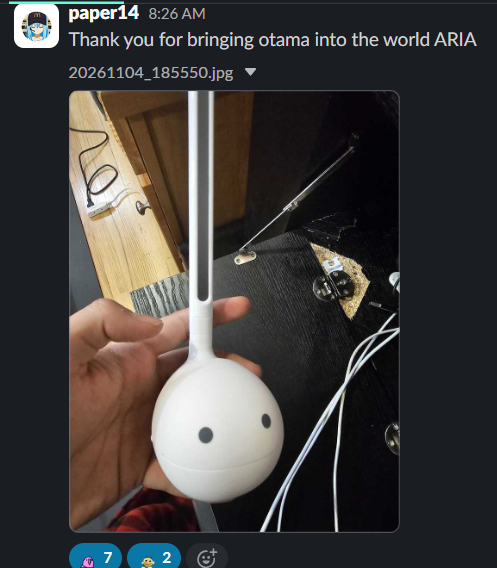 paper14 8:26 AM
Thank you for bringing otama into the world ARIA
20261104_185550.jpg
7 2